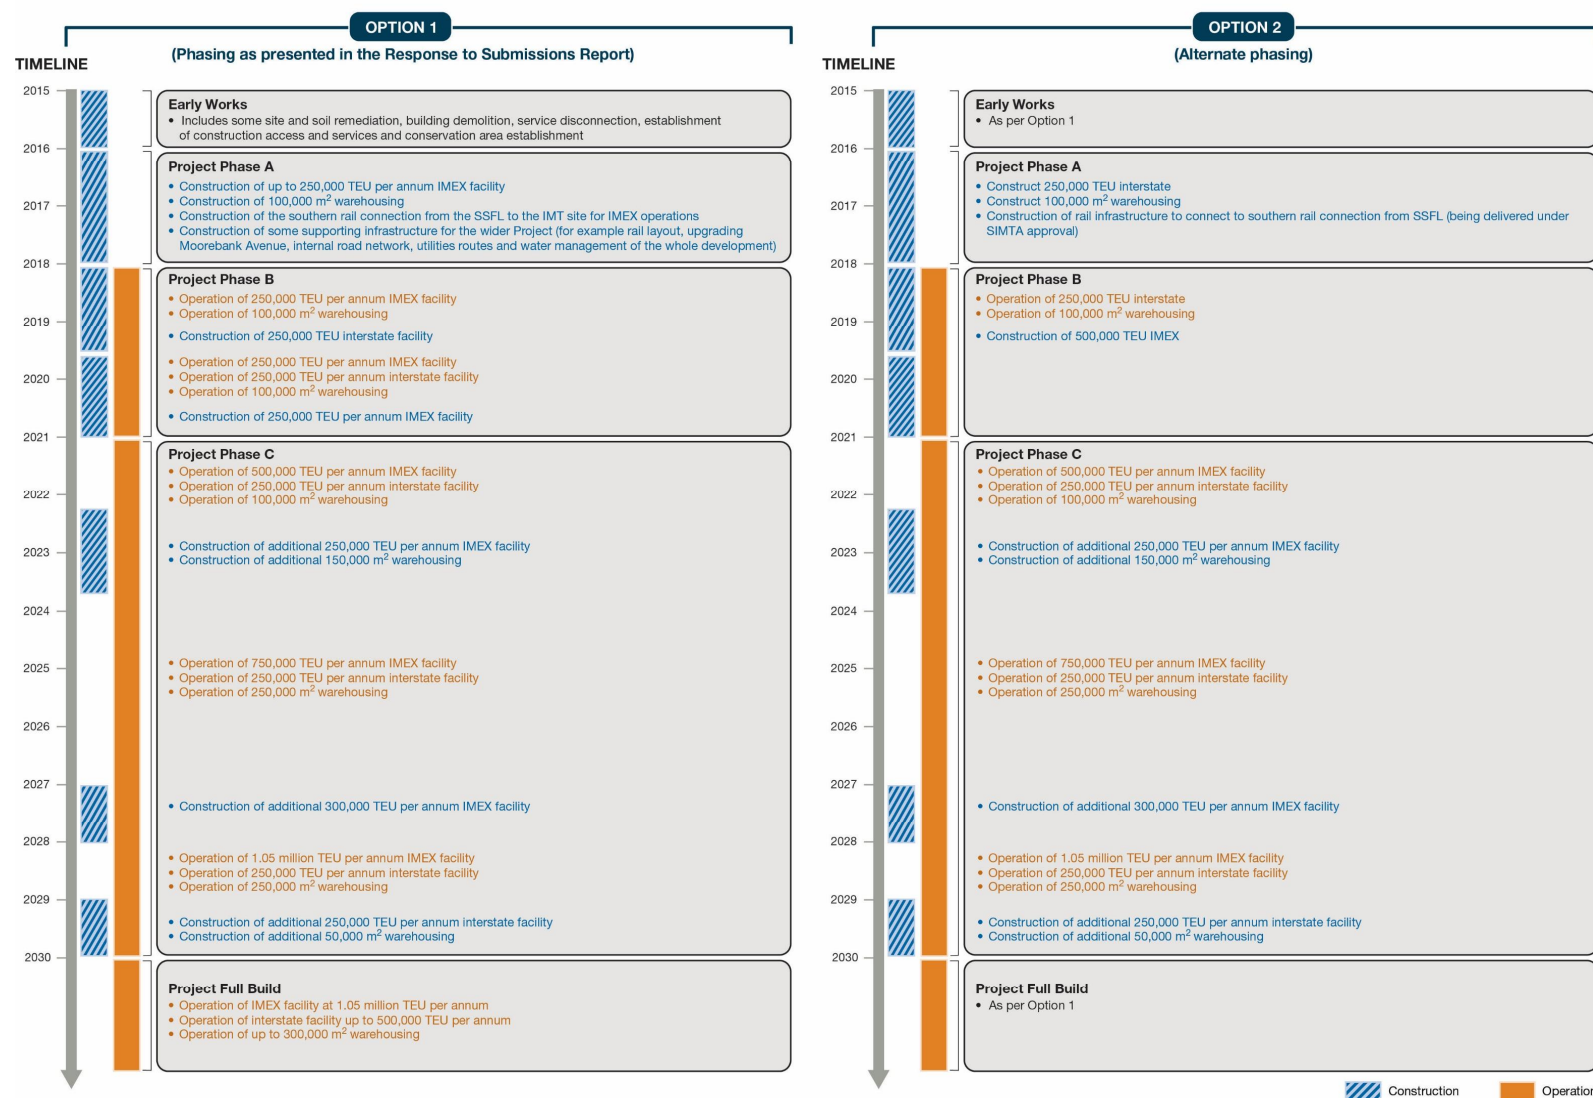 OPTION 1
(Phasing as presented in the Response to Submissions Report)
TIMELINE
2015
2016
2017
2018
2019
2020
2021
2022
2023
2024
2025
2026
2027
2028
2029
2030
Early Works
• Includes some site and soil remediation, building demolition, service disconnection, establishment
of construction access and services and conservation area establishment
Project Phase A
• Construction of up to 250,000 TEU per annum IMEX facility
• Construction of 100,000 m² warehousing
• Construction of the southern rail connection from the SSFL to the IMT site for IMEX operations
• Construction of some supporting infrastructure for the wider Project (for example rail layout, upgrading
Moorebank Avenue, internal road network, utilities routes and water management of the whole development)
Project Phase B
• Operation of 250,000 TEU per annum IMEX facility
• Operation of 100,000 m² warehousing
• Construction of 250,000 TEU interstate facility
• Operation of 250,000 TEU per annum IMEX facility
• Operation of 250,000 TEU per annum interstate facility
• Operation of 100,000 m² warehousing
• Construction of 250,000 TEU per annum IMEX facility
Project Phase C
• Operation of 500,000 TEU per annum IMEX facility
• Operation of 250,000 TEU per annum interstate facility
• Operation of 100,000 m² warehousing
• Construction of additional 250,000 TEU per annum IMEX facility
• Construction of additional 150,000 m² warehousing
• Operation of 750,000 TEU per annum IMEX facility
• Operation of 250,000 TEU per annum interstate facility
• Operation of 250,000 m² warehousing
• Construction of additional 300,000 TEU per annum IMEX facility
• Operation of 1.05 million TEU per annum IMEX facility
• Operation of 250,000 TEU per annum interstate facility
• Operation of 250,000 m² warehousing
• Construction of additional 250,000 TEU per annum interstate facility
• Construction of additional 50,000 m² warehousing
Project Full Build
• Operation of IMEX facility at 1.05 million TEU per annum
• Operation of interstate facility up to 500,000 TEU per annum
• Operation of up to 300,000 m² warehousing
OPTION 2
(Alternate phasing)
TIMELINE
2015
2016
2017
2018
2019
2020
2021
2022
2023
2024
2025
2026
2027
2028
2029
2030
Early Works
• As per Option 1
Project Phase A
• Construct 250,000 TEU interstate
• Construct 100,000 m² warehousing
• Construction of rail infrastructure to connect to southern rail connection from SSFL (being delivered under
SIMTA approval)
Project Phase B
• Operation of 250,000 TEU interstate
• Operation of 100,000 m² warehousing
• Construction of 500,000 TEU IMEX
Project Phase C
• Operation of 500,000 TEU per annum IMEX facility
• Operation of 250,000 TEU per annum interstate facility
• Operation of 100,000 m² warehousing
• Construction of additional 250,000 TEU per annum IMEX facility
• Construction of additional 150,000 m² warehousing
• Operation of 750,000 TEU per annum IMEX facility
• Operation of 250,000 TEU per annum interstate facility
• Operation of 250,000 m² warehousing
• Construction of additional 300,000 TEU per annum IMEX facility
• Operation of 1.05 million TEU per annum IMEX facility
• Operation of 250,000 TEU per annum interstate facility
• Operation of 250,000 m² warehousing
• Construction of additional 250,000 TEU per annum interstate facility
• Construction of additional 50,000 m² warehousing
Project Full Build
• As per Option 1
Construction
Operation